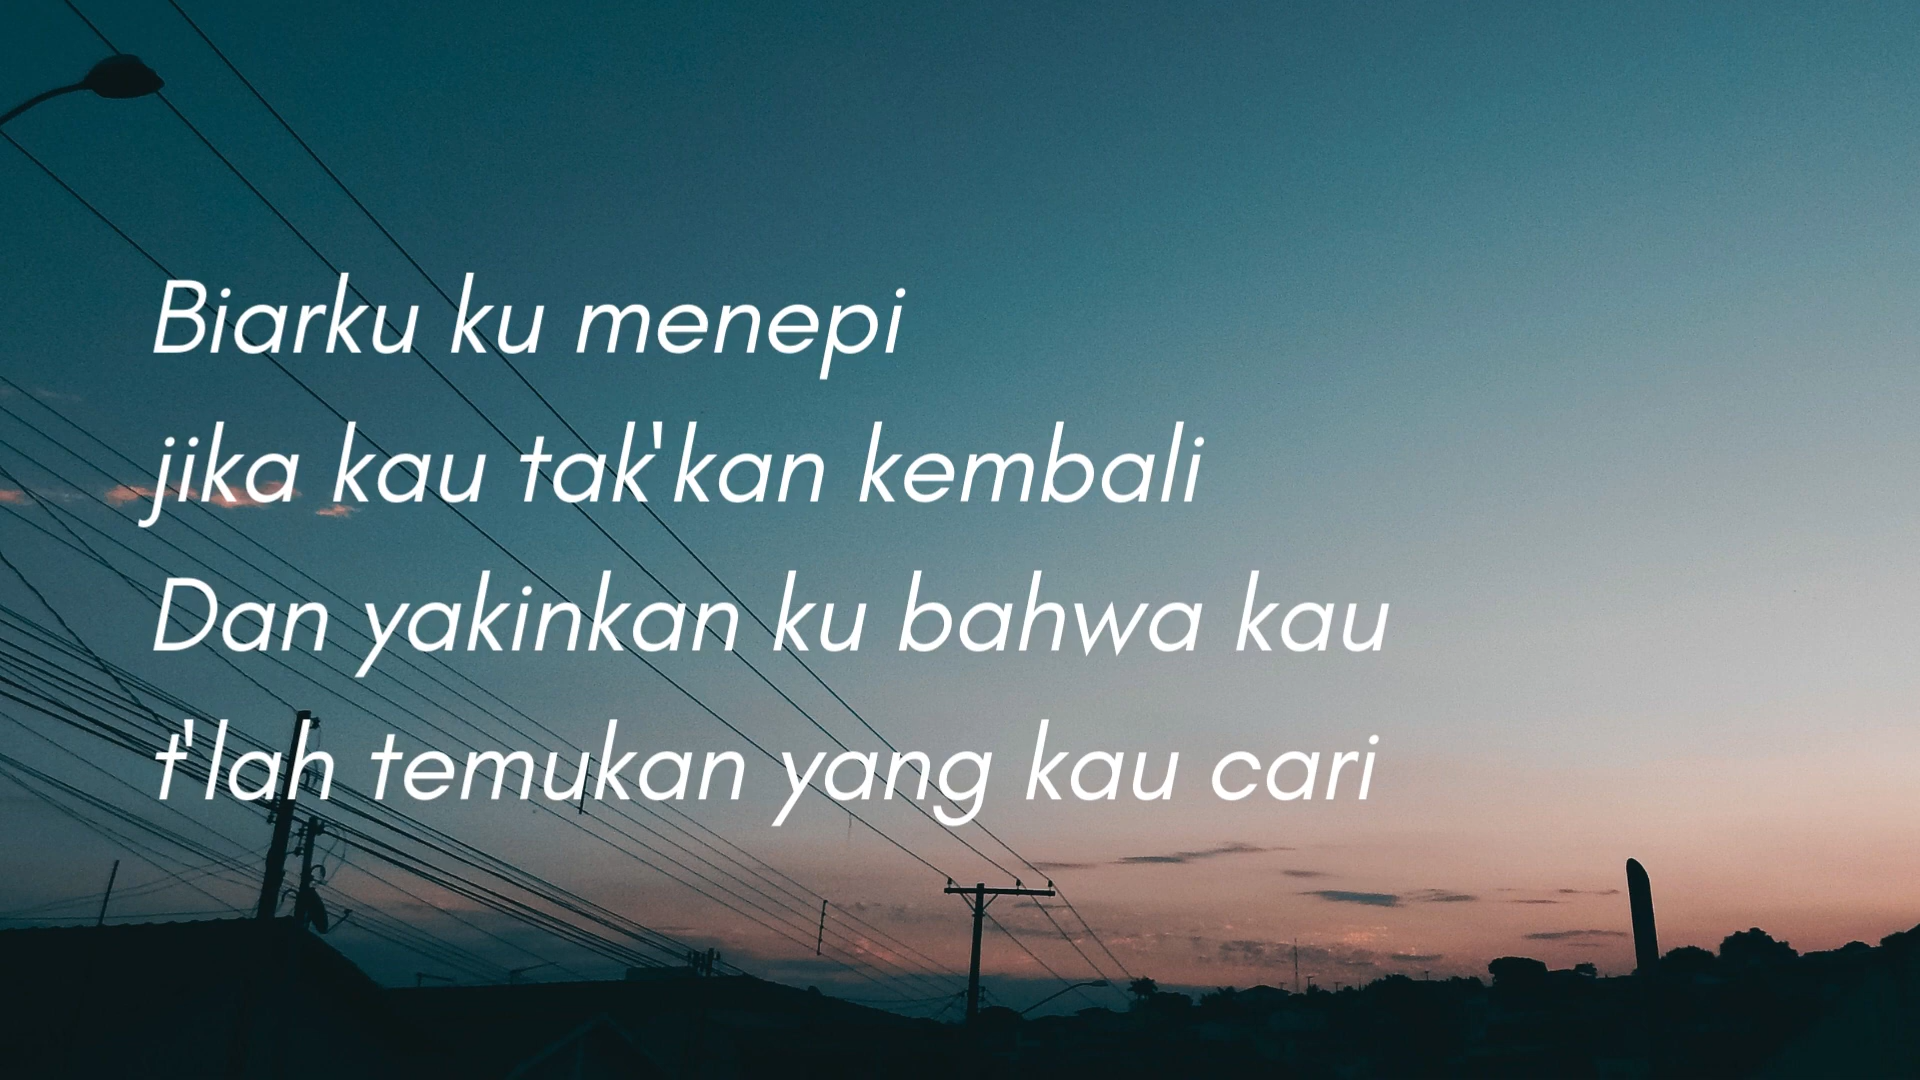 Biarku ku menepi
jika kau tak'kan kembali
Dan yakinkan ku bahwa kau
t'lah temukan yang kau cari